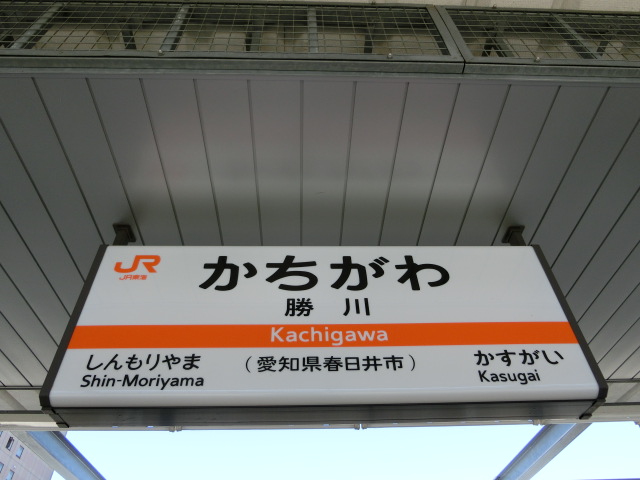 JR
JR東海
かちがわ
勝川
Kachigawa
しんもりやま
Shin-Moriyama
(愛知県春日井市)
かすがい
Kasugai